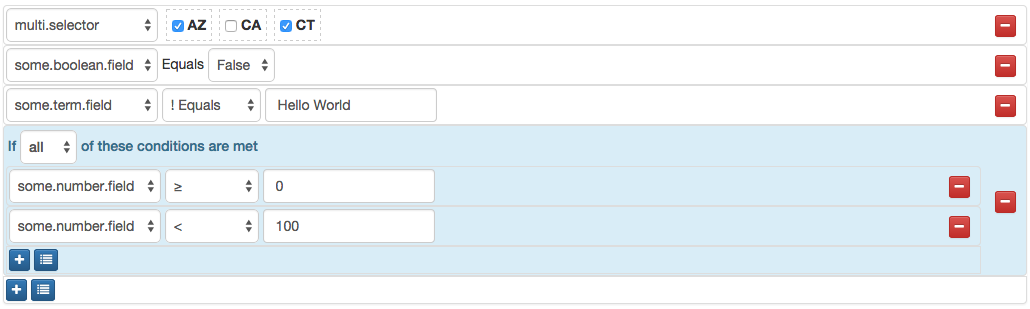 multi.selector AZ CA CT
some.boolean.field Equals False
some.term.field ! Equals Hello World
If all of these conditions are met
some.number.field ≥ 0
some.number.field < 100